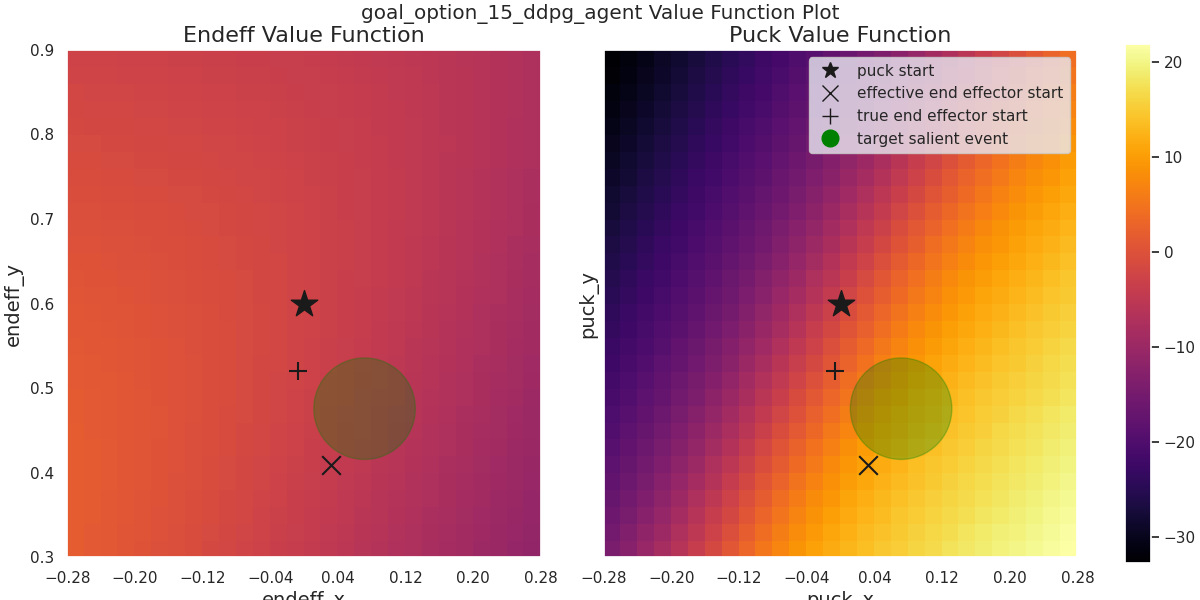 goal_option_15_ddpg_agent Value Function Plot
Endeff Value Function
Puck Value Function
endeff_y
0.9
0.8
0.7
0.6
0.5
0.4
0.3
−0.28 −0.20 −0.12 −0.04 0.04 0.12 0.20 0.28
endeff_x
puck_y
puck start
effective end effector start
true end effector start
target salient event
−0.28 −0.20 −0.12 −0.04 0.04 0.12 0.20 0.28
puck_x
20
10
0
−10
−20
−30